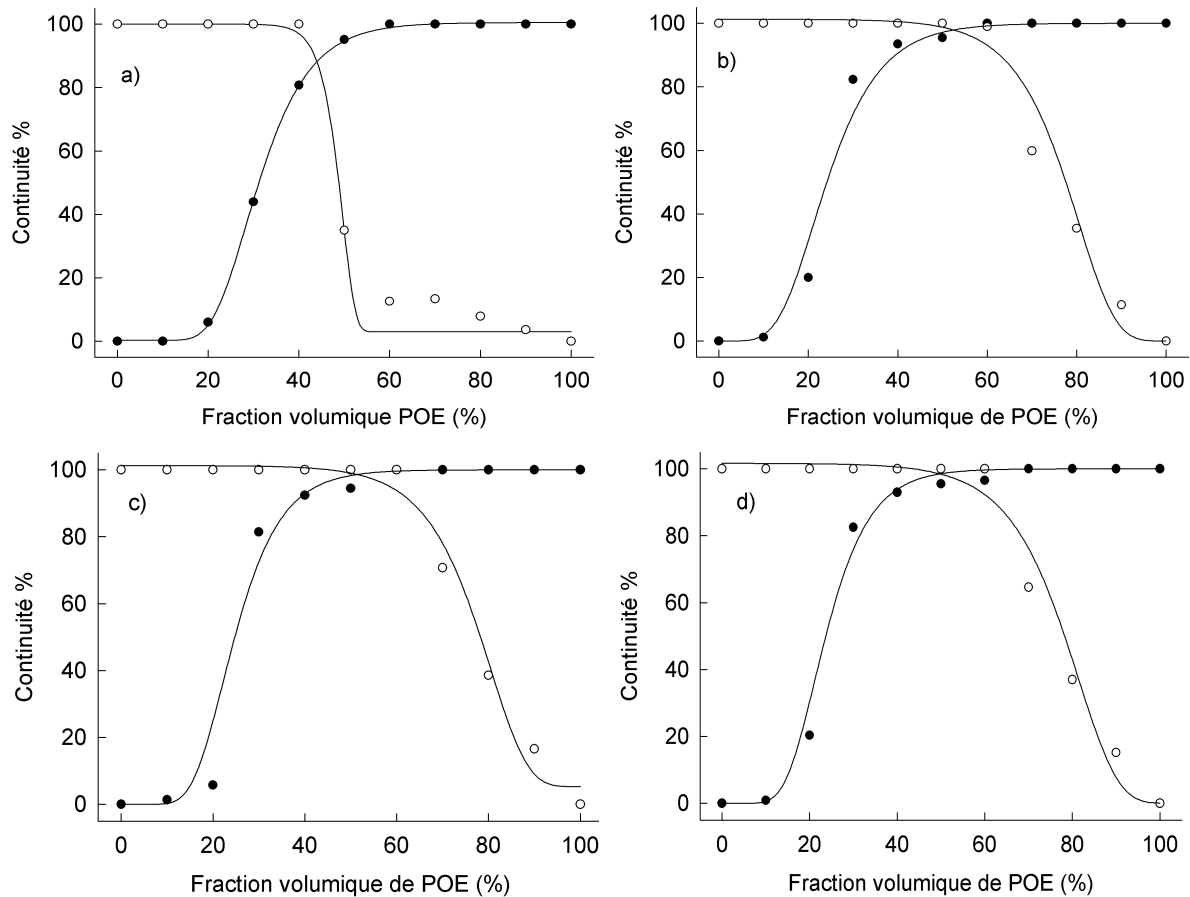 a)
100
80
60
40
20
0
Continuité %
0 20 40 60 80 100
Fraction volumique POE (%)
b)
100
80
60
40
20
0
Continuité %
0 20 40 60 80 100
Fraction volumique de POE (%)
c)
100
80
60
40
20
0
Continuité %
0 20 40 60 80 100
Fraction volumique de POE (%)
d)
100
80
60
40
20
0
Continuité %
0 20 40 60 80 100
Fraction volumique de POE (%)